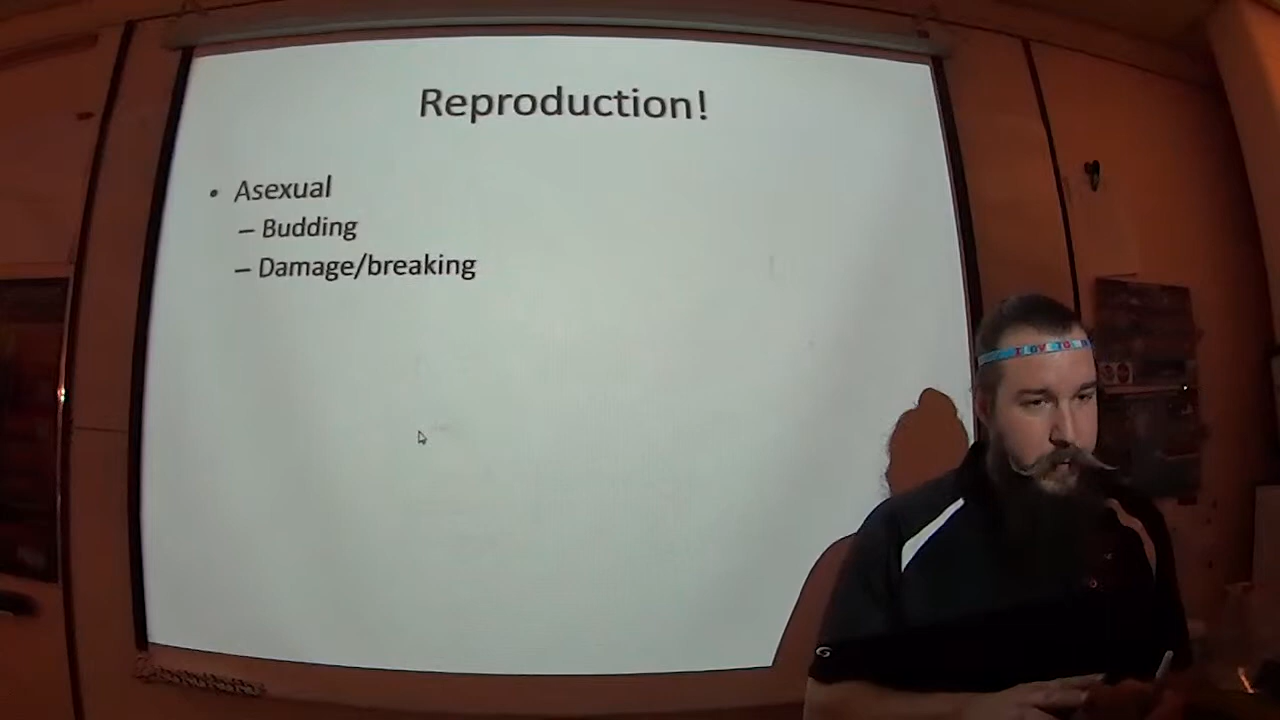 Reproduction!
• Asexual
– Budding
– Damage/breaking